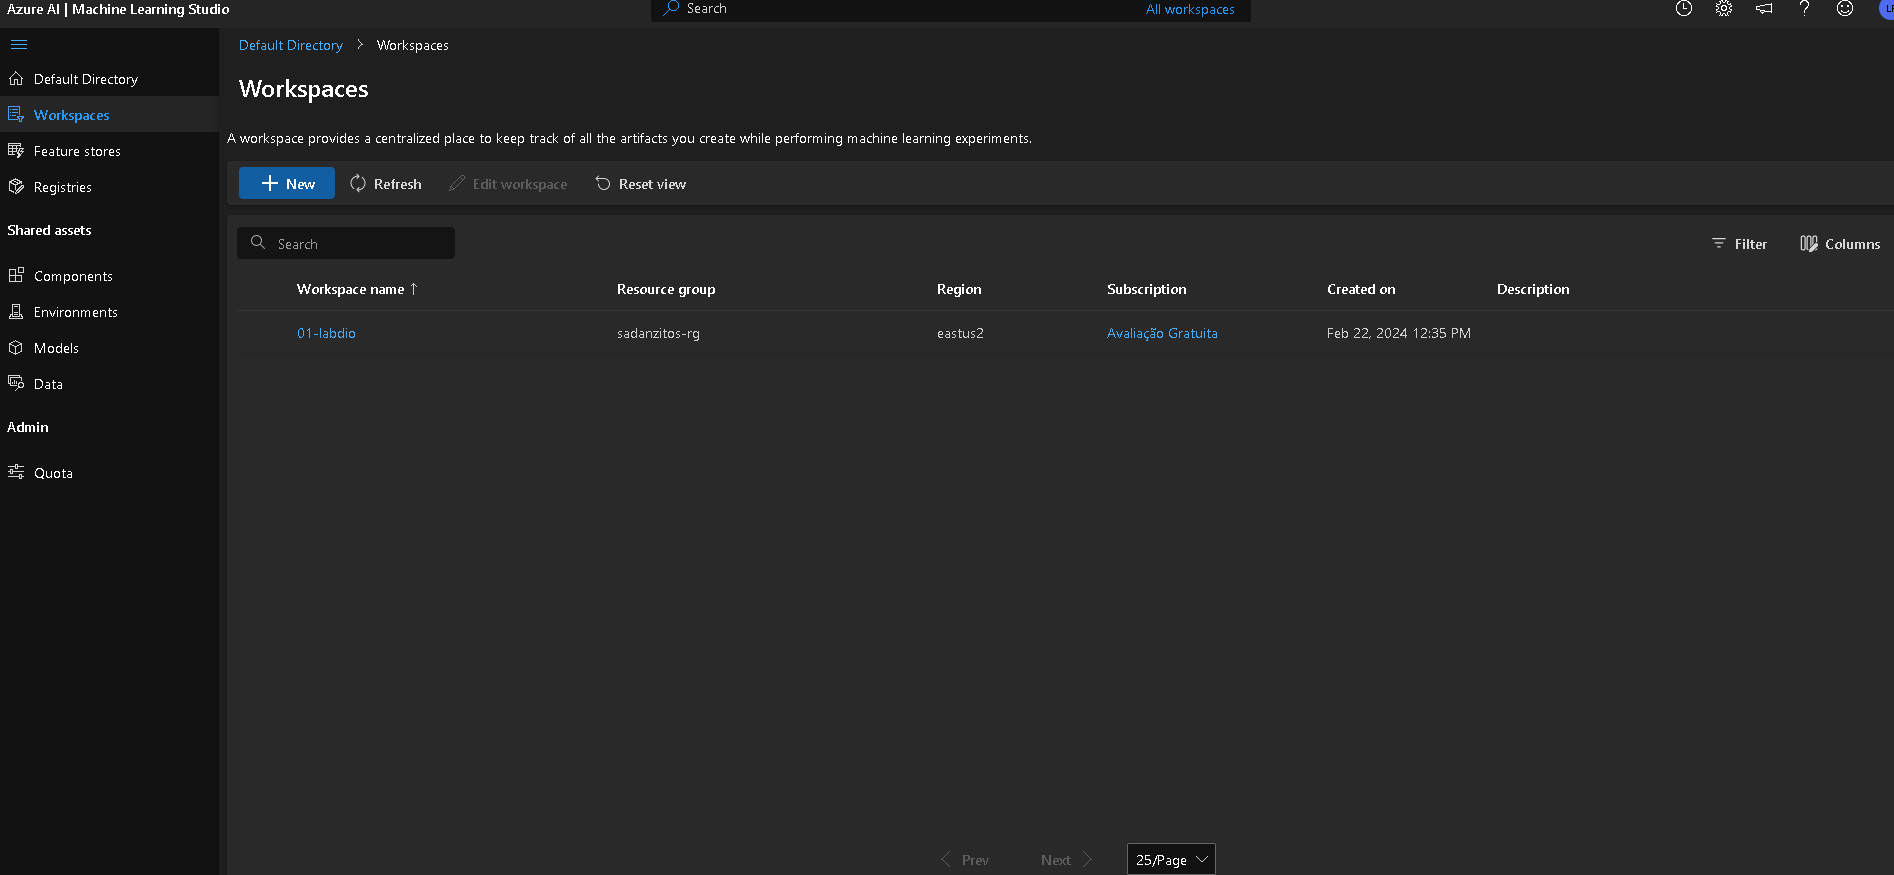 Azure AI | Machine Learning Studio
Search
All workspaces
Default Directory
Workspaces
Feature stores
Registries
Shared assets
Components
Environments
Models
Data
Admin
Quota
Default Directory > Workspaces
Workspaces
A workspace provides a centralized place to keep track of all the artifacts you create while performing machine learning experiments.
+ New Refresh Edit workspace Reset view
Search Filter Columns
Workspace name ↑ Resource group Region Subscription Created on Description
01-labdio sadanzitos-rg eastus2 Avaliação Gratuita Feb 22, 2024 12:35 PM
< Prev Next > 25/Page